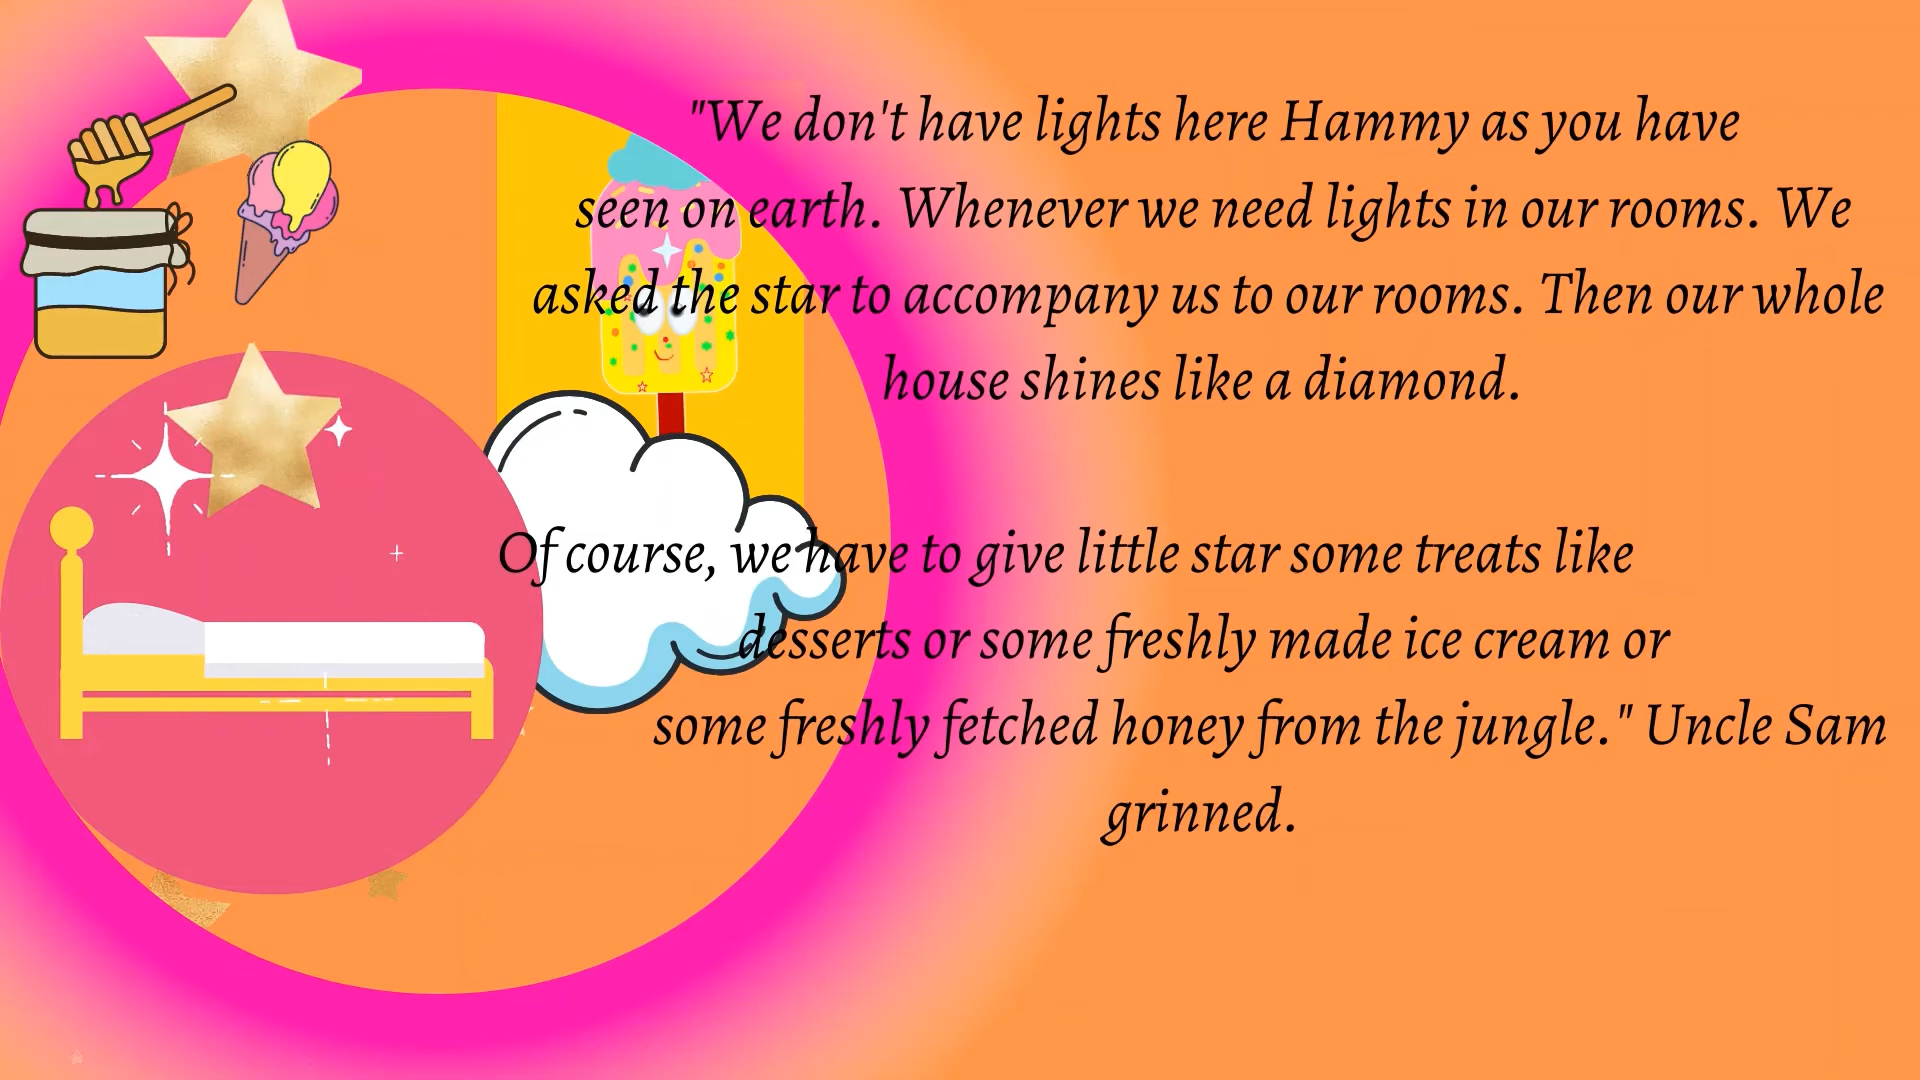 "We don't have lights here Hammy as you have
seen on earth. Whenever we need lights in our rooms. We
asked the star to accompany us to our rooms. Then our whole
house shines like a diamond.
Of course, we have to give little star some treats like
desserts or some freshly made ice cream or
some freshly fetched honey from the jungle." Uncle Sam
grinned.